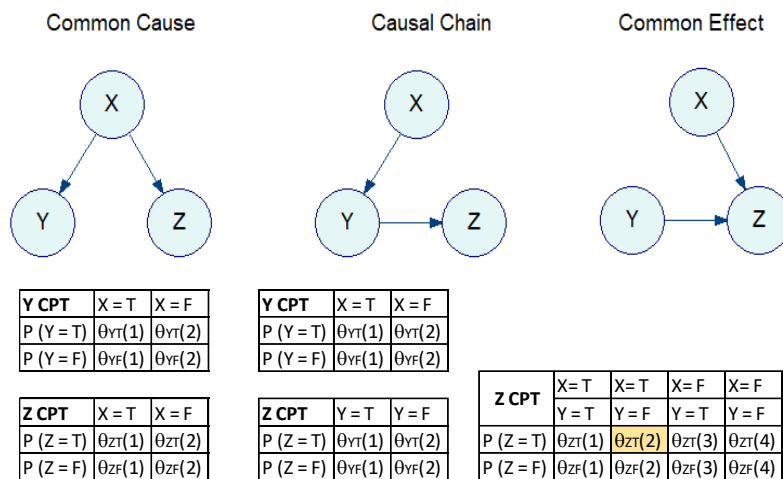 Common Cause Causal Chain Common Effect
X X X
Y Z Y Z Y Z
Y CPT X = T X = F
P (Y = T) θYT(1) θYT(2)
P (Y = F) θYF(1) θYF(2)
Y CPT X = T X = F
P (Y = T) θYT(1) θYT(2)
P (Y = F) θYF(1) θYF(2)
Z CPT X = T X = F
P (Z = T) θZT(1) θZT(2)
P (Z = F) θZF(1) θZF(2)
Z CPT Y = T Y = F
P (Z = T) θYT(1) θYT(2)
P (Z = F) θYF(1) θYF(2)
Z CPT X= T X= T X = F X = F
Y = T Y = F Y = T Y = F
P (Z = T) θZT(1) θZT(2) θZT(3) θZT(4)
P (Z = F) θZF(1) θZF(2) θZF(3) θZF(4)